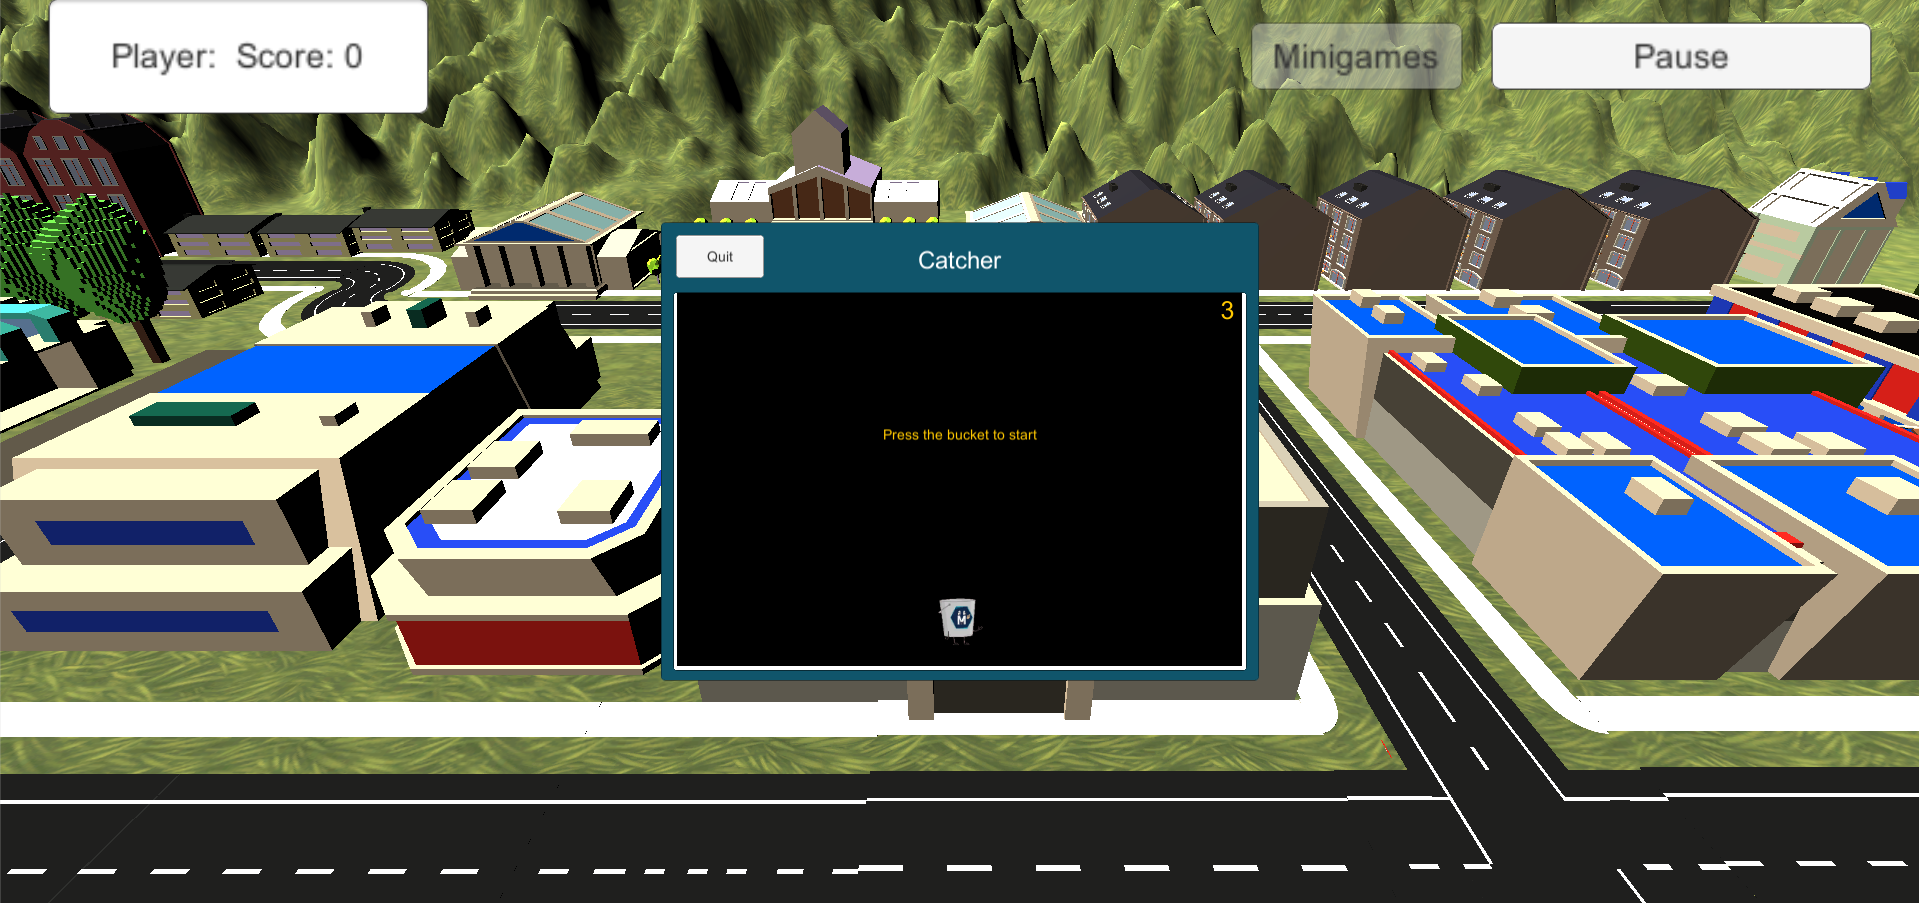 Player:  Score: 0
Minigames
Pause
Quit
Catcher
3
Press the bucket to start
M